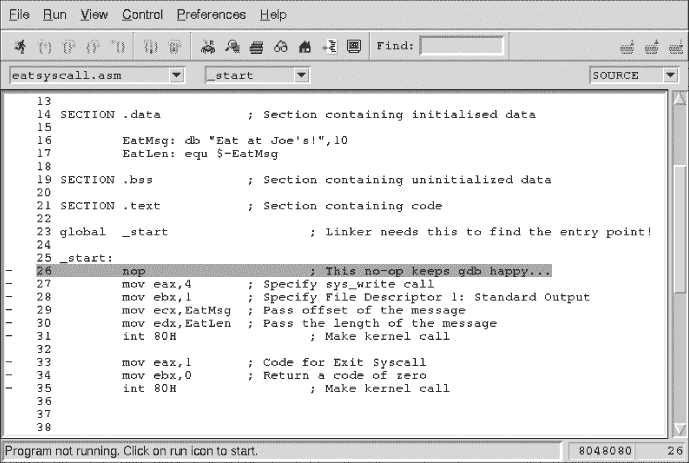 File Run View Control Preferences Help
Find:
eatsyscall.asm _start SOURCE
13
14 SECTION .data ; Section containing initialised data
15
16 EatMsg: db "Eat at Joe's!",10
17 EatLen: equ $-EatMsg
18
19 SECTION .bss ; Section containing uninitialized data
20
21 SECTION .text ; Section containing code
22
23 global _start ; Linker needs this to find the entry point!
24
25 _start:
- 26 nop ; This no-op keeps gdb happy...
- 27 mov eax,4 ; Specify sys_write call
- 28 mov ebx,1 ; Specify File Descriptor 1: Standard Output
- 29 mov ecx,EatMsg ; Pass offset of the message
- 30 mov edx,EatLen ; Pass the length of the message
- 31 int 80H ; Make kernel call
32
- 33 mov eax,1 ; Code for Exit Syscall
- 34 mov ebx,0 ; Return a code of zero
- 35 int 80H ; Make kernel call
36
37
38
Program not running. Click on run icon to start. 8048080 26